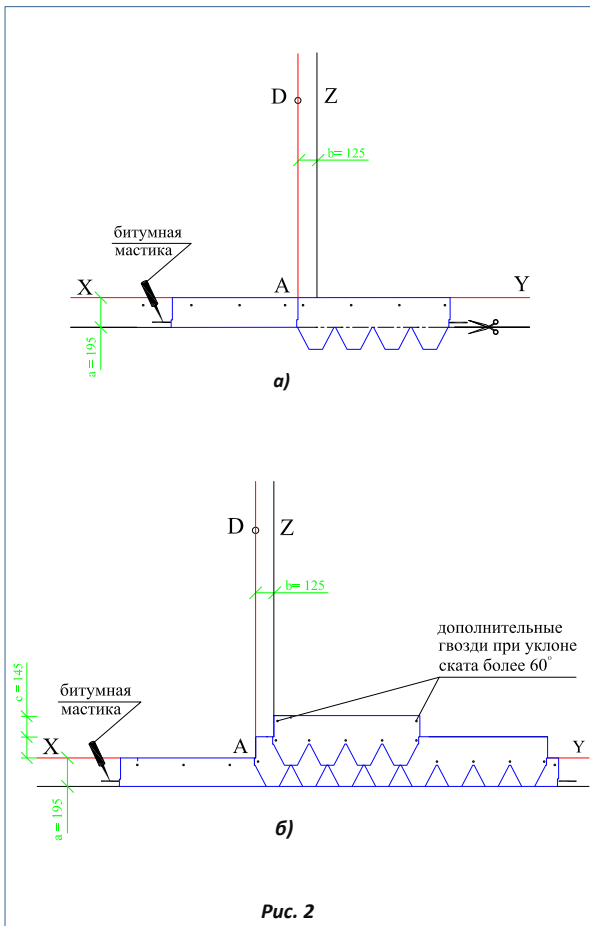 D Z
b= 125
битумная
мастика
X A Y
a = 195
а)
D Z
b= 125
дополнительные
гвозди при уклоне
ската более 60°
c = 145
битумная
мастика
X A Y
a = 195
б)
Рис. 2